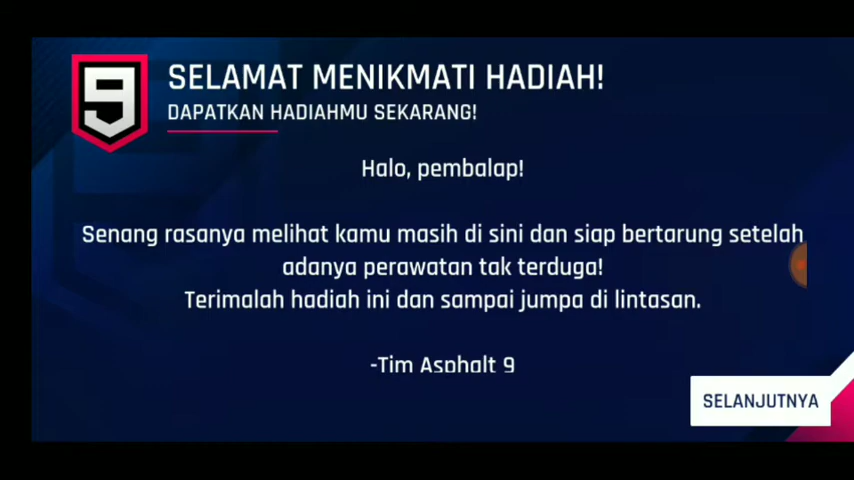 9
SELAMAT MENIKMATI HADIAH!
DAPATKAN HADIAHMU SEKARANG!
Halo, pembalap!
Senang rasanya melihat kamu masih di sini dan siap bertarung setelah
adanya perawatan tak terduga!
Terimalah hadiah ini dan sampai jumpa di lintasan.
-Tim Asphalt 9
SELANJUTNYA